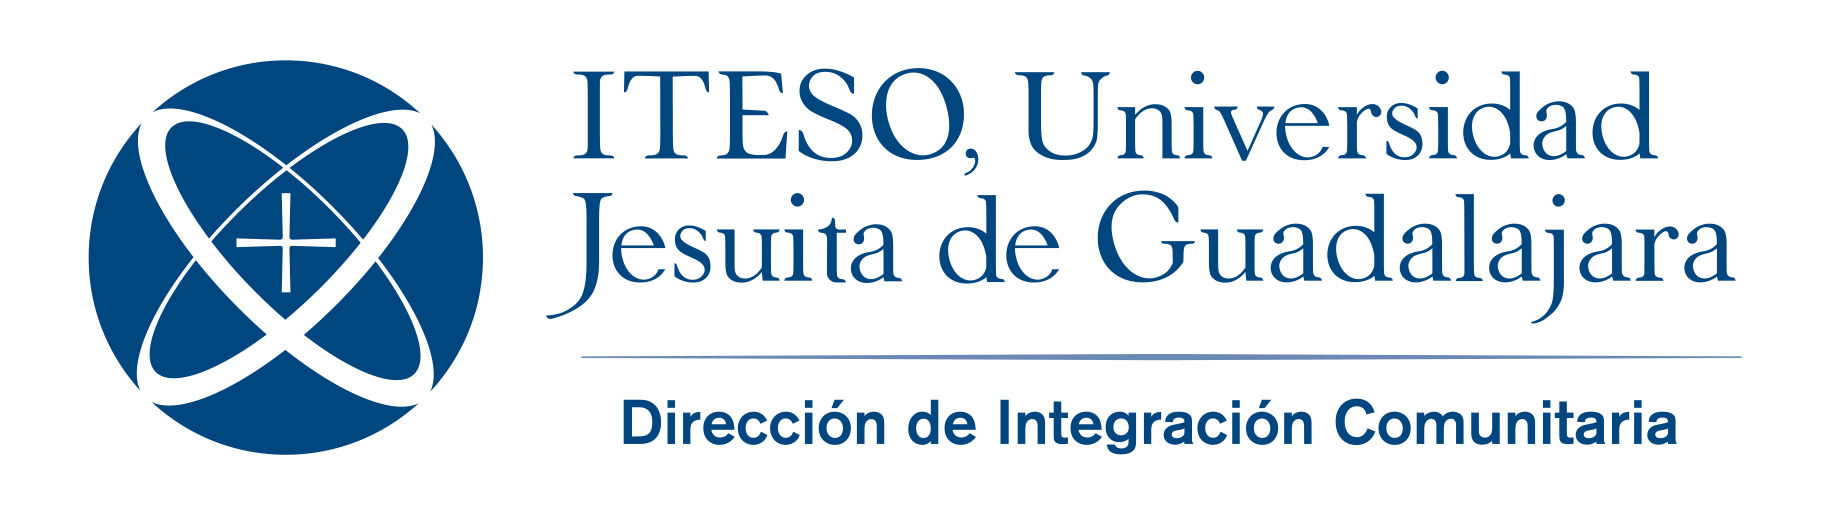 ITESO, Universidad
Jesuita de Guadalajara
Dirección de Integración Comunitaria